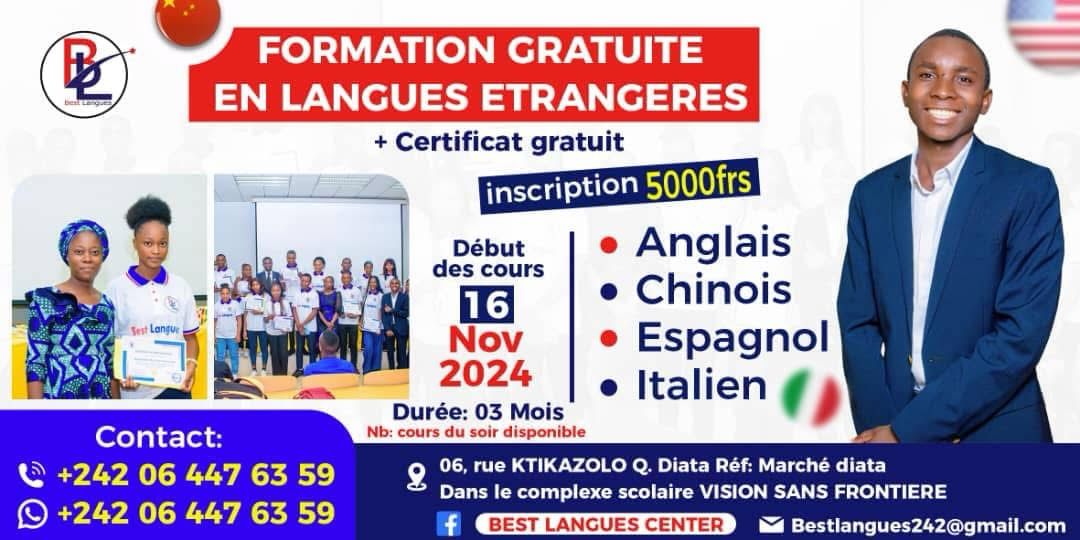 BL
Best Langues
FORMATION GRATUITE
EN LANGUES ETRANGERES
+ Certificat gratuit
inscription 5000frs
Début
des cours
16
Nov
2024
Durée: 03 Mois
Nb: cours du soir disponible
• Anglais
• Chinois
• Espagnol
• Italien
Best Langue
Contact:
+242 06 447 63 59
+242 06 447 63 59
06, rue KTIKAZOLO Q. Diata Réf: Marché diata
Dans le complexe scolaire VISION SANS FRONTIERE
BEST LANGUES CENTER
Bestlangues242@gmail.com